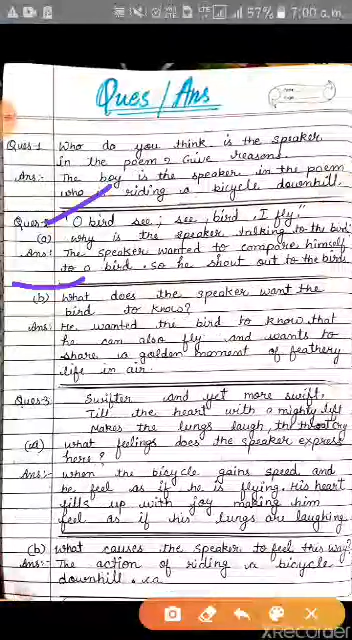 57% 7:00 a.m.
Ques/Ans
Ques-1 Who do you think is the speaker
in the poem? Give reasons.
Ans:- The boy is the speaker in the poem
who is riding a bicycle downhill.
Ques-2 "O bird see; see, bird, I fly."
(a) why is the speaker talking to the bird?
Ans: The speaker wanted to compare himself
to a bird. So he shout out to the birds
(b) What does the speaker want the
bird to know?
Ans: He wanted the bird to know that
he can also fly and wants to
share a golden moment of feathery
life in air.
Ques-3 Swifter and yet more swift,
Till the heart with a mighty lift
Makes the lungs laugh, the throat cry
(a) what feelings does the speaker express
here?
Ans:- when the bicycle gains speed and
he feel as if he is flying. His heart
fills up with joy making him
feel as if his lungs are laughing.
(b) what causes the speaker to feel this way?
Ans:- The action of riding a bicycle
downhill.
XRECORDER